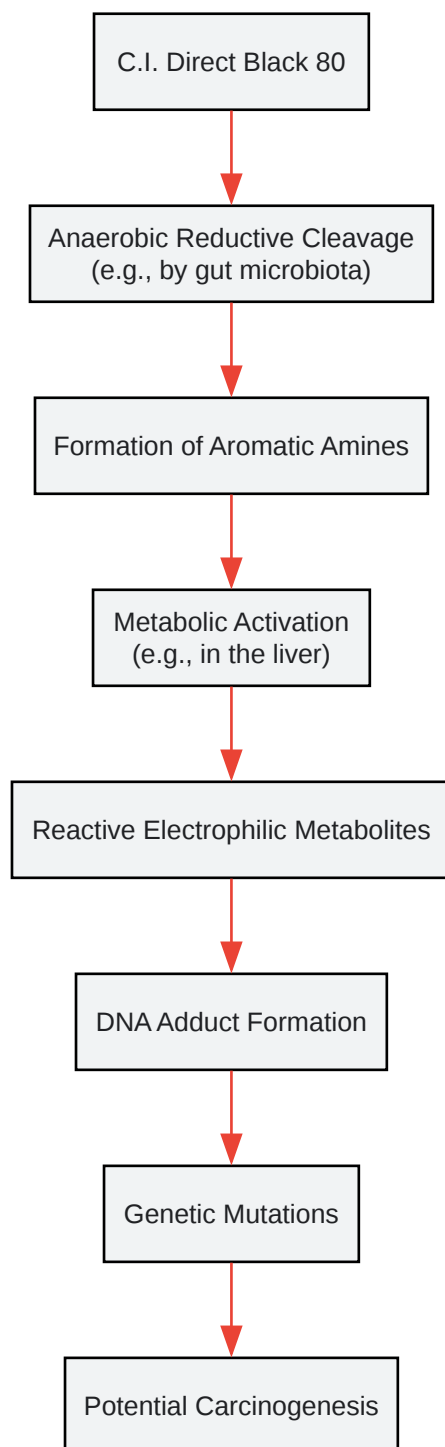 C.I. Direct Black 80
Anaerobic Reductive Cleavage
(e.g., by gut microbiota)
Formation of Aromatic Amines
Metabolic Activation
(e.g., in the liver)
Reactive Electrophilic Metabolites
DNA Adduct Formation
Genetic Mutations
Potential Carcinogenesis